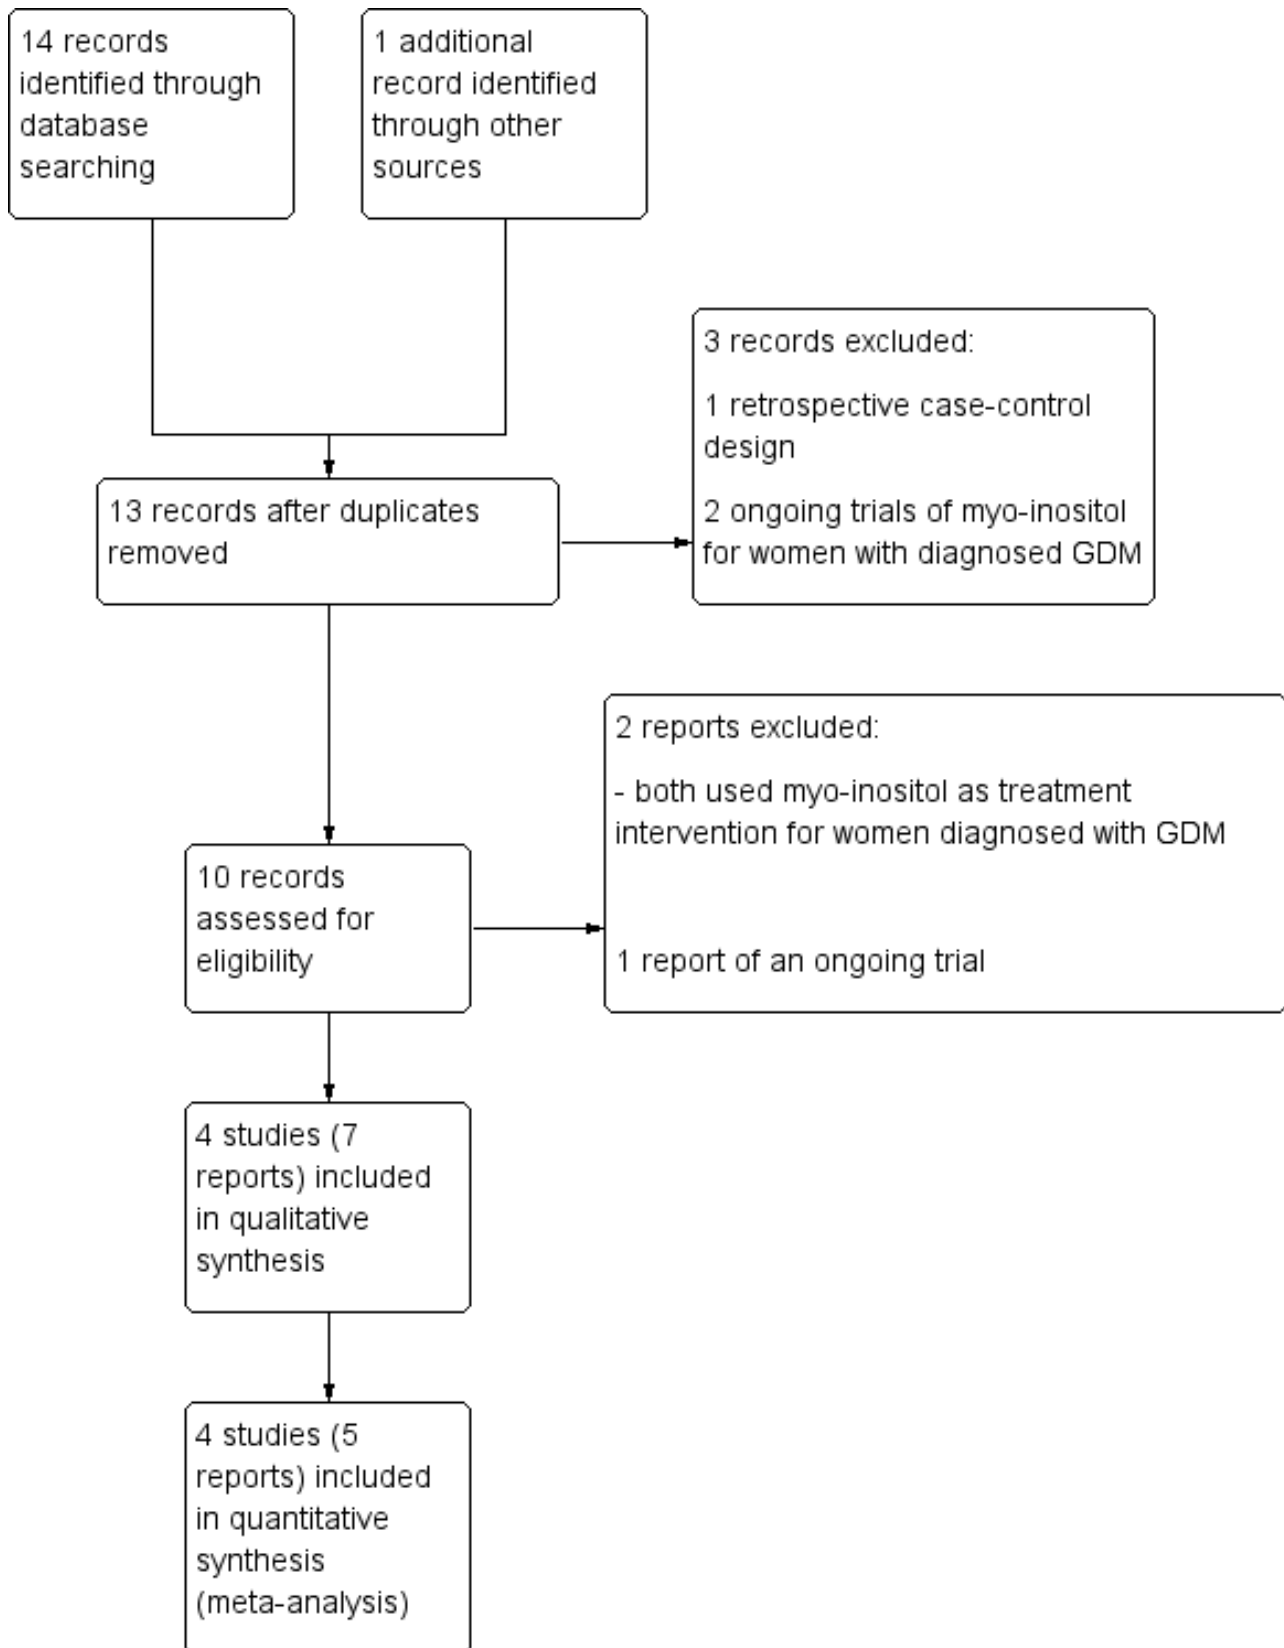 14 records
identified through
database
searching
1 additional
record identified
through other
sources
3 records excluded:
1 retrospective case-control
design
2 ongoing trials of myo-inositol
for women with diagnosed GDM
13 records after duplicates
removed
2 reports excluded:
- both used myo-inositol as treatment
intervention for women diagnosed with GDM
1 report of an ongoing trial
10 records
assessed for
eligibility
4 studies (7
reports) included
in qualitative
synthesis
4 studies (5
reports) included
in quantitative
synthesis
(meta-analysis)